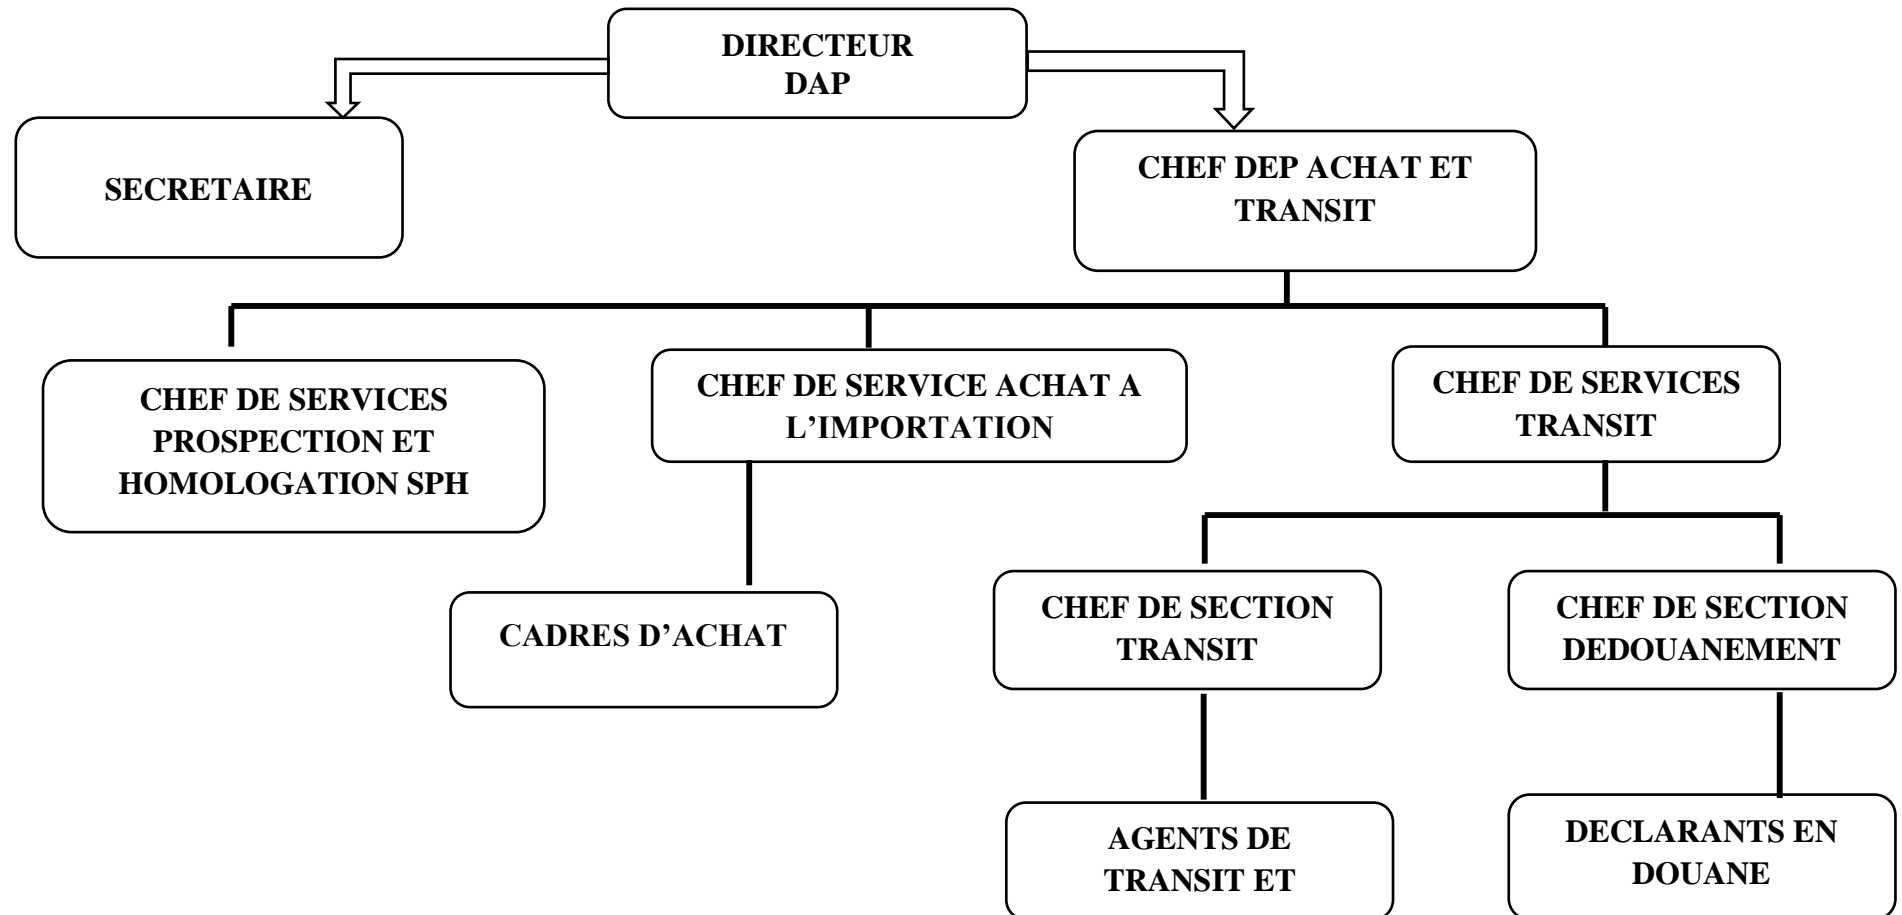 DIRECTEUR
DAP
SECRETAIRE
CHEF DEP ACHAT ET
TRANSIT
CHEF DE SERVICES
PROSPECTION ET
HOMOLOGATION SPH
CHEF DE SERVICE ACHAT A
L’IMPORTATION
CHEF DE SERVICES
TRANSIT
CADRES D’ACHAT
CHEF DE SECTION
TRANSIT
CHEF DE SECTION
DEDOUANEMENT
AGENTS DE
TRANSIT ET
DECLARANTS EN
DOUANE